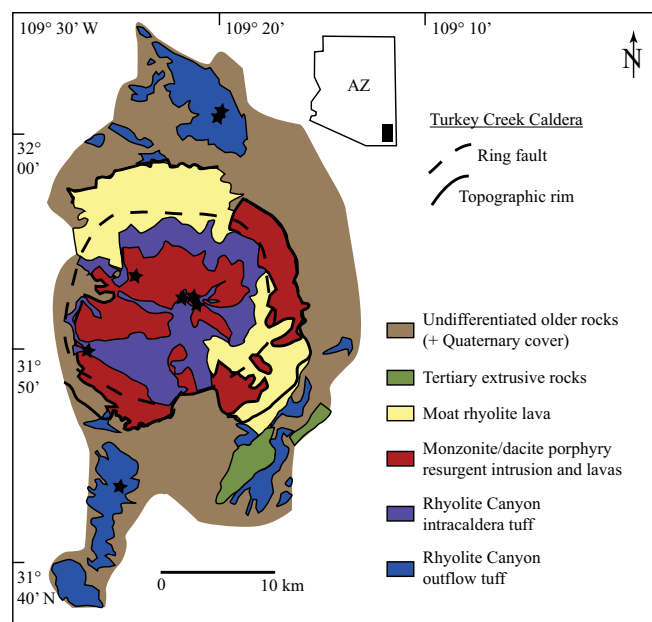 109° 30’ W
109° 20’
109° 10’
AZ
N
Turkey Creek Caldera
Ring fault
Topographic rim
32°
00’
31°
50’
31°
40’ N
Undifferentiated older rocks
(+ Quaternary cover)
Tertiary extrusive rocks
Moat rhyolite lava
Monzonite/dacite porphyry
resurgent intrusion and lavas
Rhyolite Canyon
intracaldera tuff
Rhyolite Canyon
outflow tuff
0
10 km